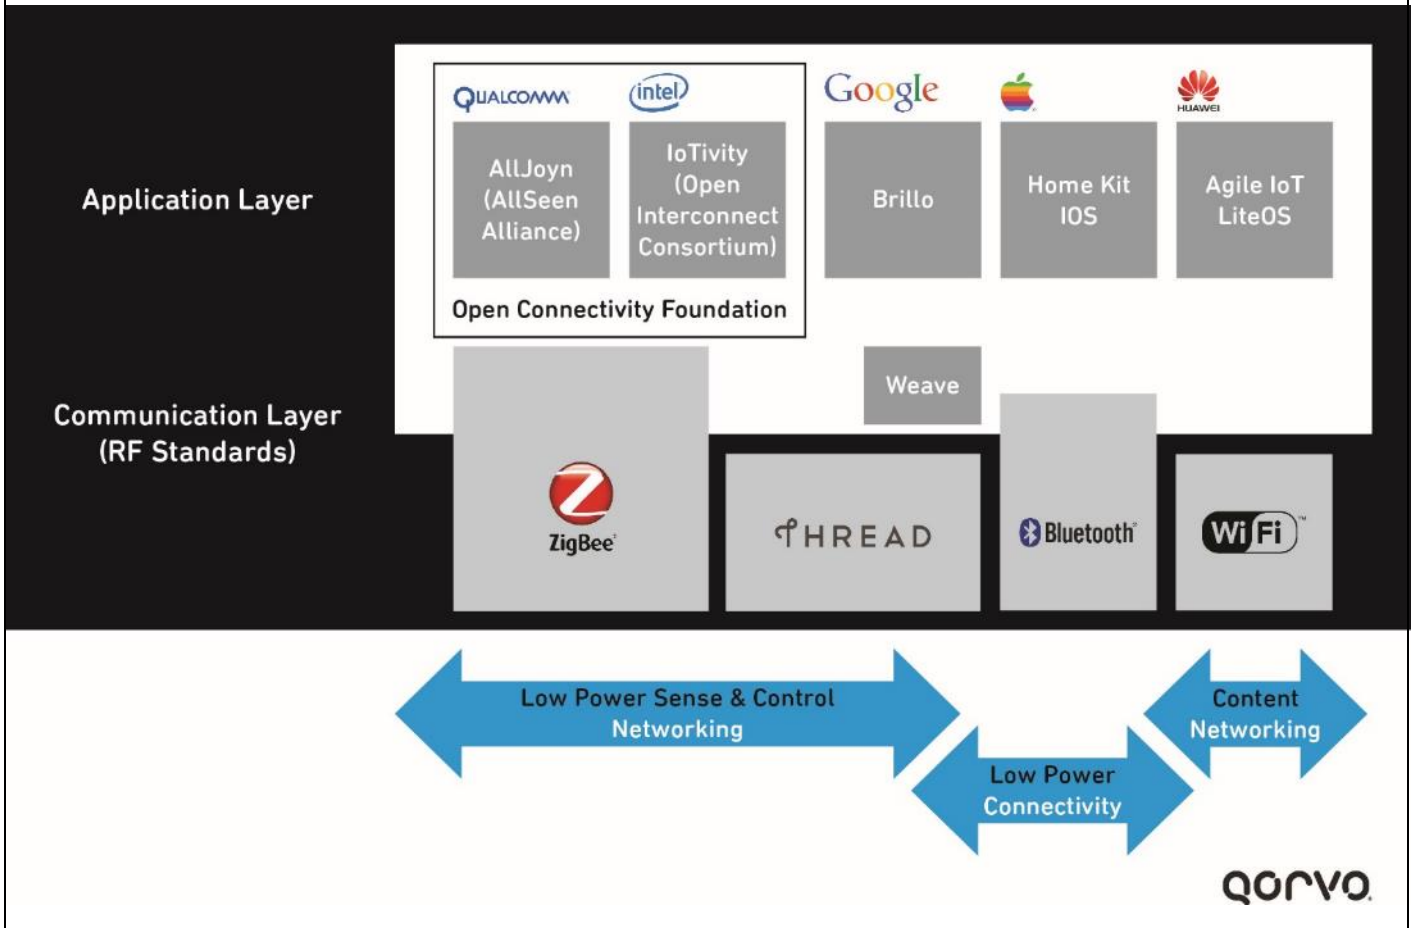 QUALCOMM
intel
Google
HUAWEI
Application Layer
AllJoyn
(AllSeen
Alliance)
IoTivity
(Open
Interconnect
Consortium)
Brillo
Home Kit
IOS
Agile IoT
LiteOS
Open Connectivity Foundation
Communication Layer
(RF Standards)
Weave
ZigBee
THREAD
Bluetooth
Wi Fi™
Low Power Sense & Control
Networking
Low Power
Connectivity
Content
Networking
QORVO